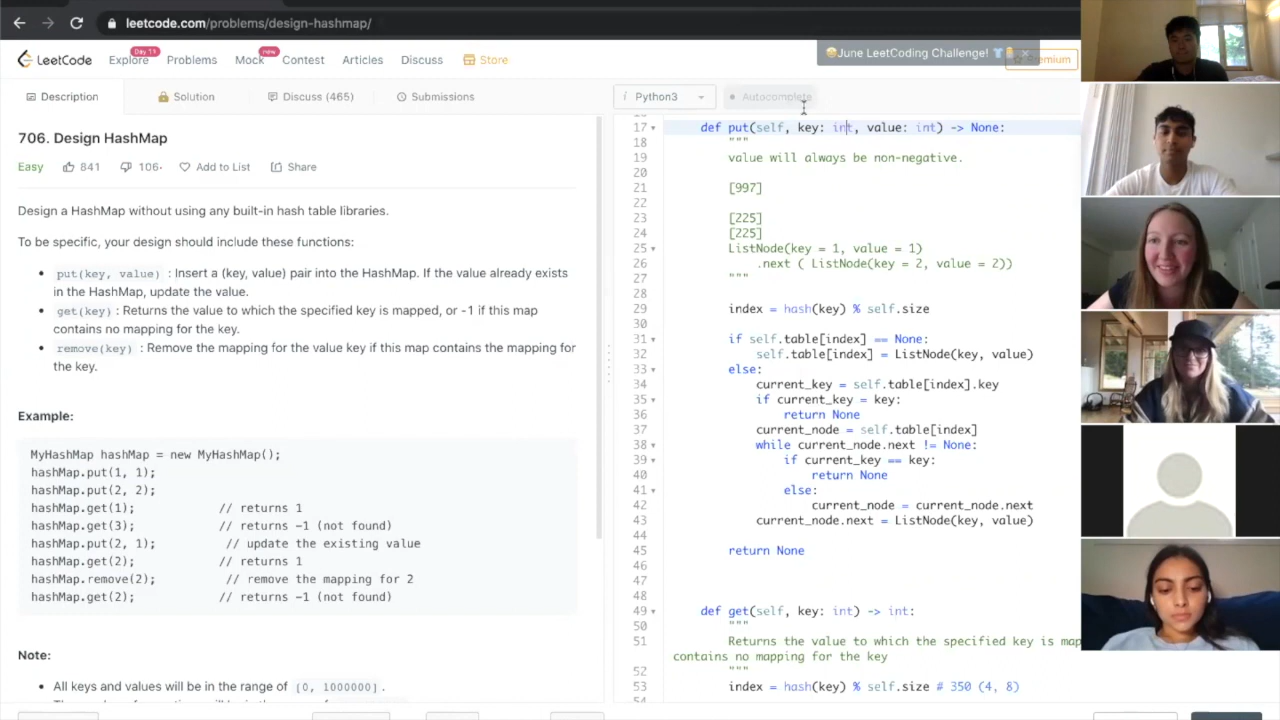 leetcode.com/problems/design-hashmap/
LeetCode
Explore
Day 11
Problems
Mock
new
Contest
Articles
Discuss
Store
June LeetCoding Challenge!
Premium
Description
Solution
Discuss (465)
Submissions
706. Design HashMap
Easy
841
106
Add to List
Share
Design a HashMap without using any built-in hash table libraries.
To be specific, your design should include these functions:
put(key, value) : Insert a (key, value) pair into the HashMap. If the value already exists
in the HashMap, update the value.
get(key): Returns the value to which the specified key is mapped, or -1 if this map
contains no mapping for the key.
remove(key) : Remove the mapping for the value key if this map contains the mapping for
the key.
Example:
MyHashMap hashMap = new MyHashMap();
hashMap.put(1, 1);
hashMap.put(2, 2);
hashMap.get(1); // returns 1
hashMap.get(3); // returns -1 (not found)
hashMap.put(2, 1); // update the existing value
hashMap.get(2); // returns 1
hashMap.remove(2); // remove the mapping for 2
hashMap.get(2); // returns -1 (not found)
Note:
All keys and values will be in the range of [0, 1000000].
i Python3
Autocomplete
17 def put(self, key: int, value: int) -> None:
18 """
19 value will always be non-negative.
20
21 [997]
22
23 [225]
24 [225]
25 ListNode(key = 1, value = 1)
26 .next ( ListNode(key = 2, value = 2))
27 """
28
29 index = hash(key) % self.size
30
31 if self.table[index] == None:
32 self.table[index] = ListNode(key, value)
33 else:
34 current_key = self.table[index].key
35 if current_key = key:
36 return None
37 current_node = self.table[index]
38 while current_node.next != None:
39 if current_key == key:
40 return None
41 else:
42 current_node = current_node.next
43 current_node.next = ListNode(key, value)
44
45 return None
46
47
48
49 def get(self, key: int) -> int:
50 """
51 Returns the value to which the specified key is map
contains no mapping for the key
52 """
53 index = hash(key) % self.size # 350 (4, 8)